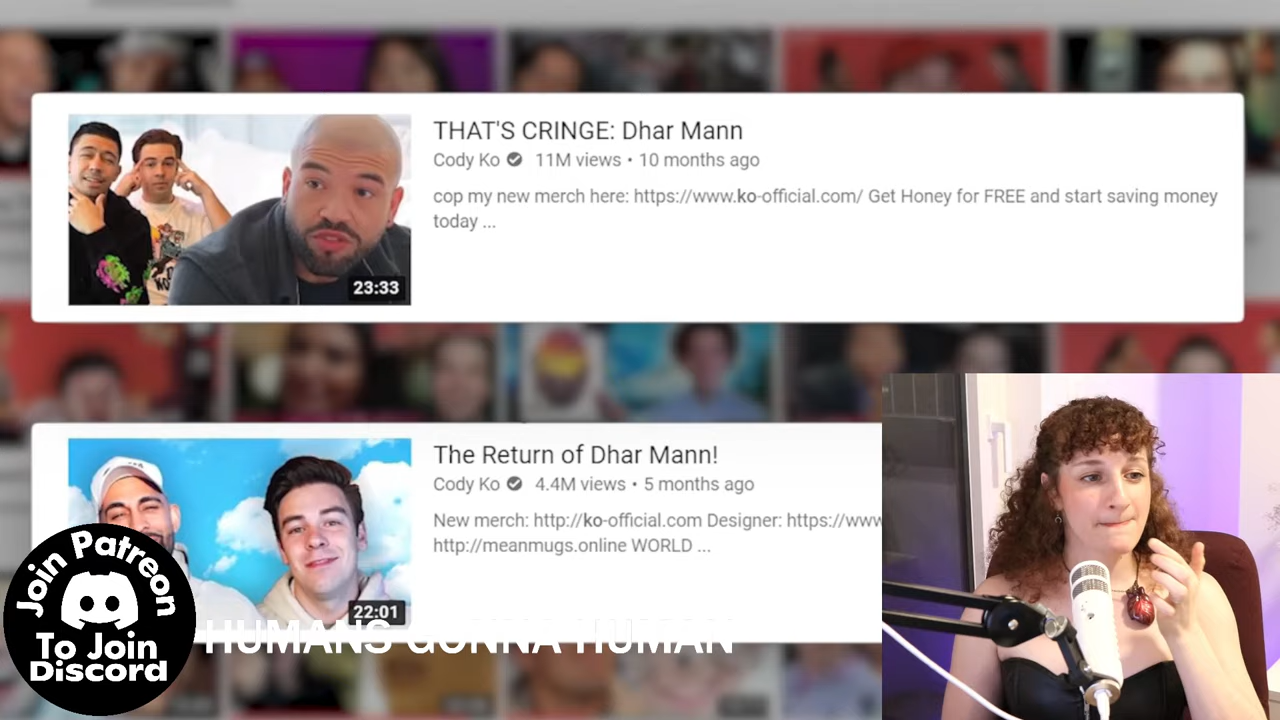 THAT'S CRINGE: Dhar Mann
Cody Ko 11M views • 10 months ago
cop my new merch here: https://www.ko-official.com/ Get Honey for FREE and start saving money
today ...
23:33
The Return of Dhar Mann!
Cody Ko 4.4M views • 5 months ago
New merch: http://ko-official.com Designer: https://www
http://meanmugs.online WORLD ...
22:01
Join Patreon
To Join
Discord
HUMANS GONNA HUMAN